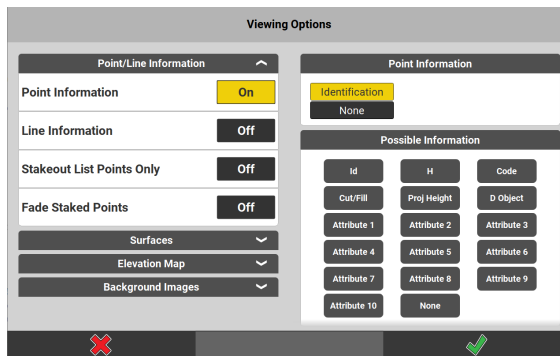 Viewing Options
Point/Line Information
Point Information On
Line Information Off
Stakeout List Points Only Off
Fade Staked Points Off
Surfaces
Elevation Map
Background Images
Point Information
Identification
None
Possible Information
Id H Code
Cut/Fill Proj Height D Object
Attribute 1 Attribute 2 Attribute 3
Attribute 4 Attribute 5 Attribute 6
Attribute 7 Attribute 8 Attribute 9
Attribute 10 None